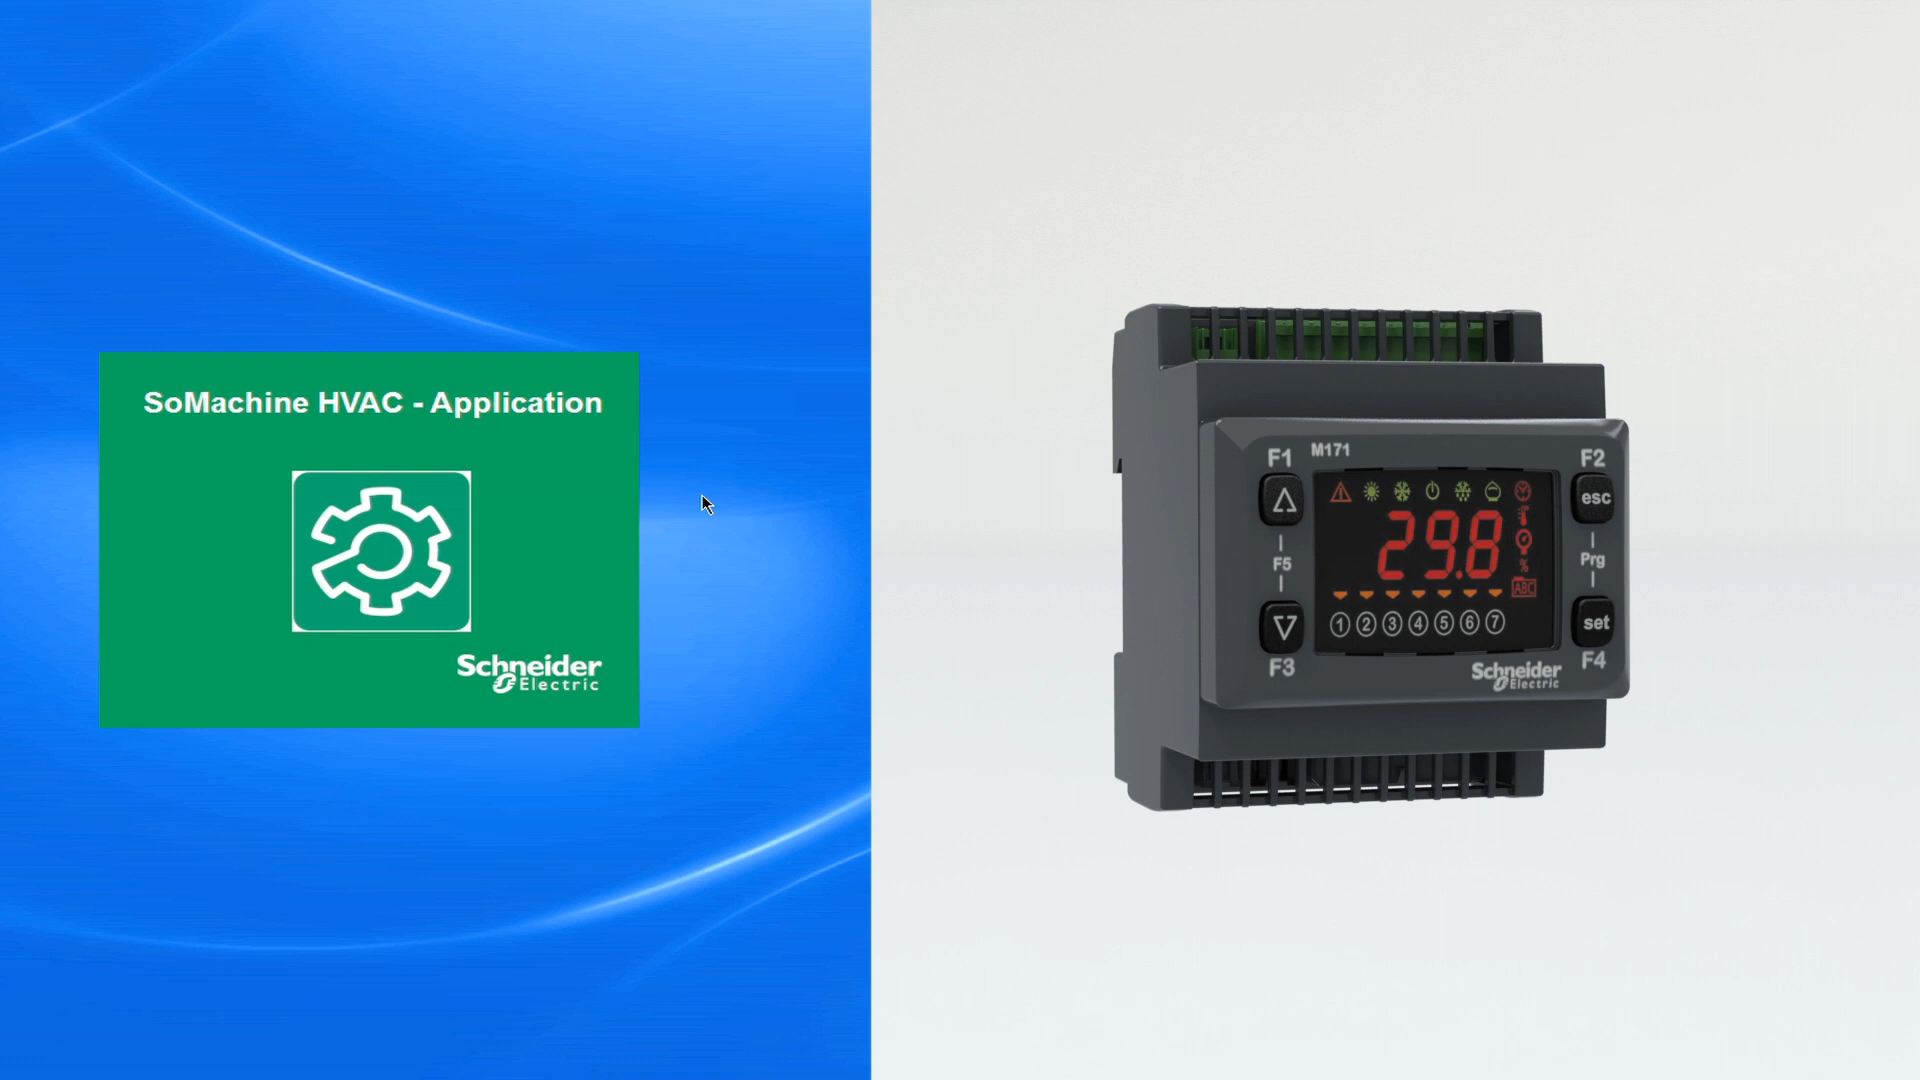 SoMachine HVAC - Application
Schneider
Electric
F1
M171
F2
esc
29.8
F5
%
Prg
ABC
1 2 3 4 5 6 7
set
F3
F4
Schneider
Electric